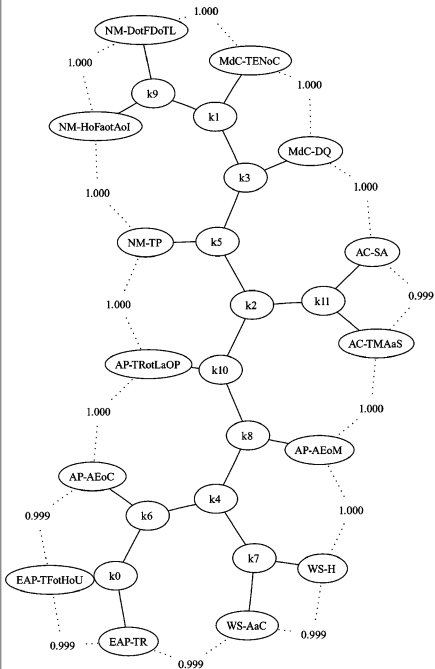 1.000
NM-DotFDoTL
MdC-TENoC
1.000
1.000
k9
k1
NM-HoFaotAoI
MdC-DQ
k3
1.000
1.000
NM-TP
k5
AC-SA
1.000
k2
k11
0.999
AC-TMAaS
AP-TRotLaOP
k10
1.000
1.000
k8
AP-AEoM
AP-AEoC
0.999
k6
k4
1.000
k7
EAP-TFotHoU
k0
WS-H
0.999
EAP-TR
WS-AaC
0.999
0.999